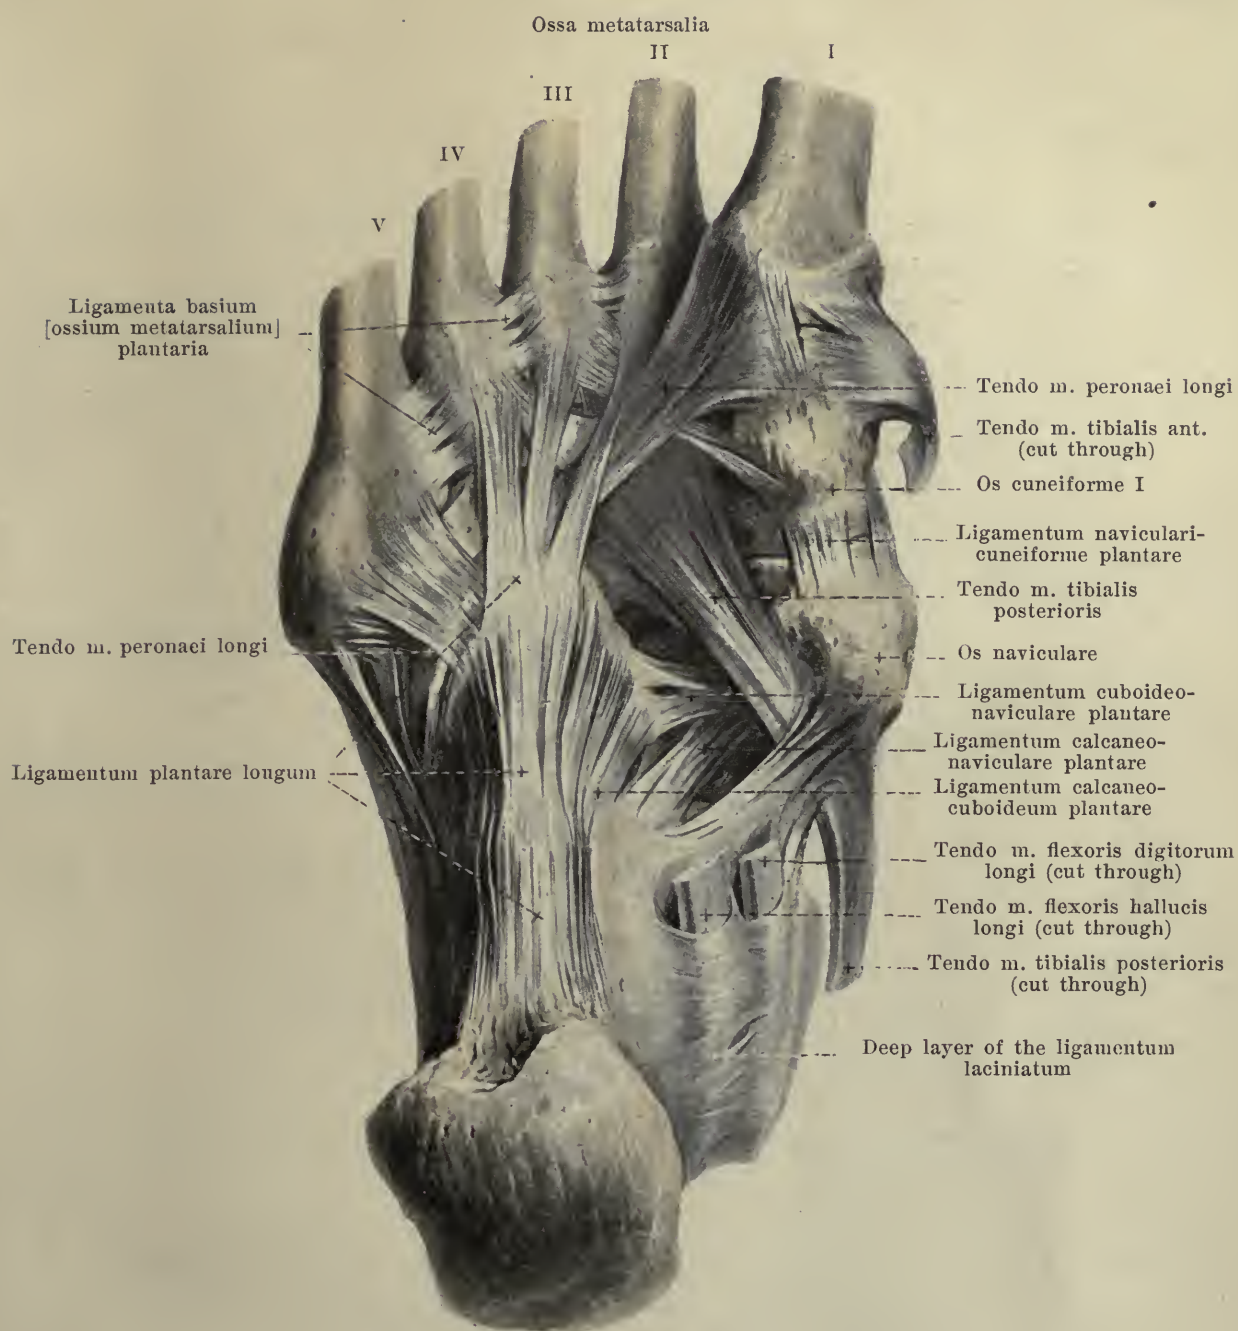 Ossa metatarsalia
II
I
III
IV
V
Ligamenta basium
[ossium metatarsalium]
plantaria
Tendo m. peronaei longi
Ligamentum plantare longum
Tendo m. peronaei longi
Tendo m. tibialis ant.
(cut through)
Os cuneiforme I
Ligamentum naviculari-
cuneiforme plantare
Tendo m. tibialis
posterioris
Os naviculare
Ligamentum cuboideo-
naviculare plantare
Ligamentum calcaneo-
naviculare plantare
Ligamentum calcaneo-
cuboideum plantare
Tendo m. flexoris digitorum
longi (cut through)
Tendo m. flexoris hallucis
longi (cut through)
Tendo m. tibialis posterioris
(cut through)
Deep layer of the ligamentum
laciniatum